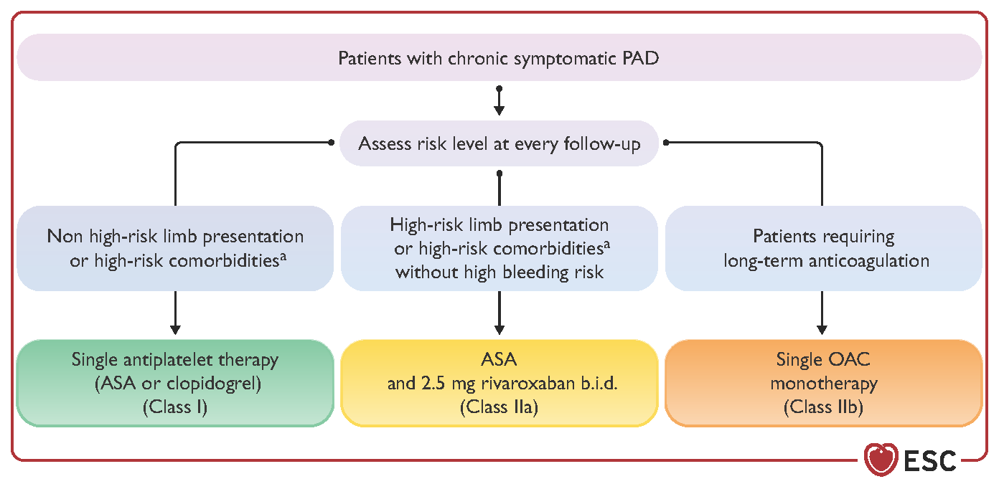 Patients with chronic symptomatic PAD
Assess risk level at every follow-up
Non high-risk limb presentation
or high-risk comorbiditiesᵃ
High-risk limb presentation
or high-risk comorbiditiesᵃ
without high bleeding risk
Patients requiring
long-term anticoagulation
Single antiplatelet therapy
(ASA or clopidogrel)
(Class I)
ASA
and 2.5 mg rivaroxaban b.i.d.
(Class IIa)
Single OAC
monotherapy
(Class IIb)
ESC